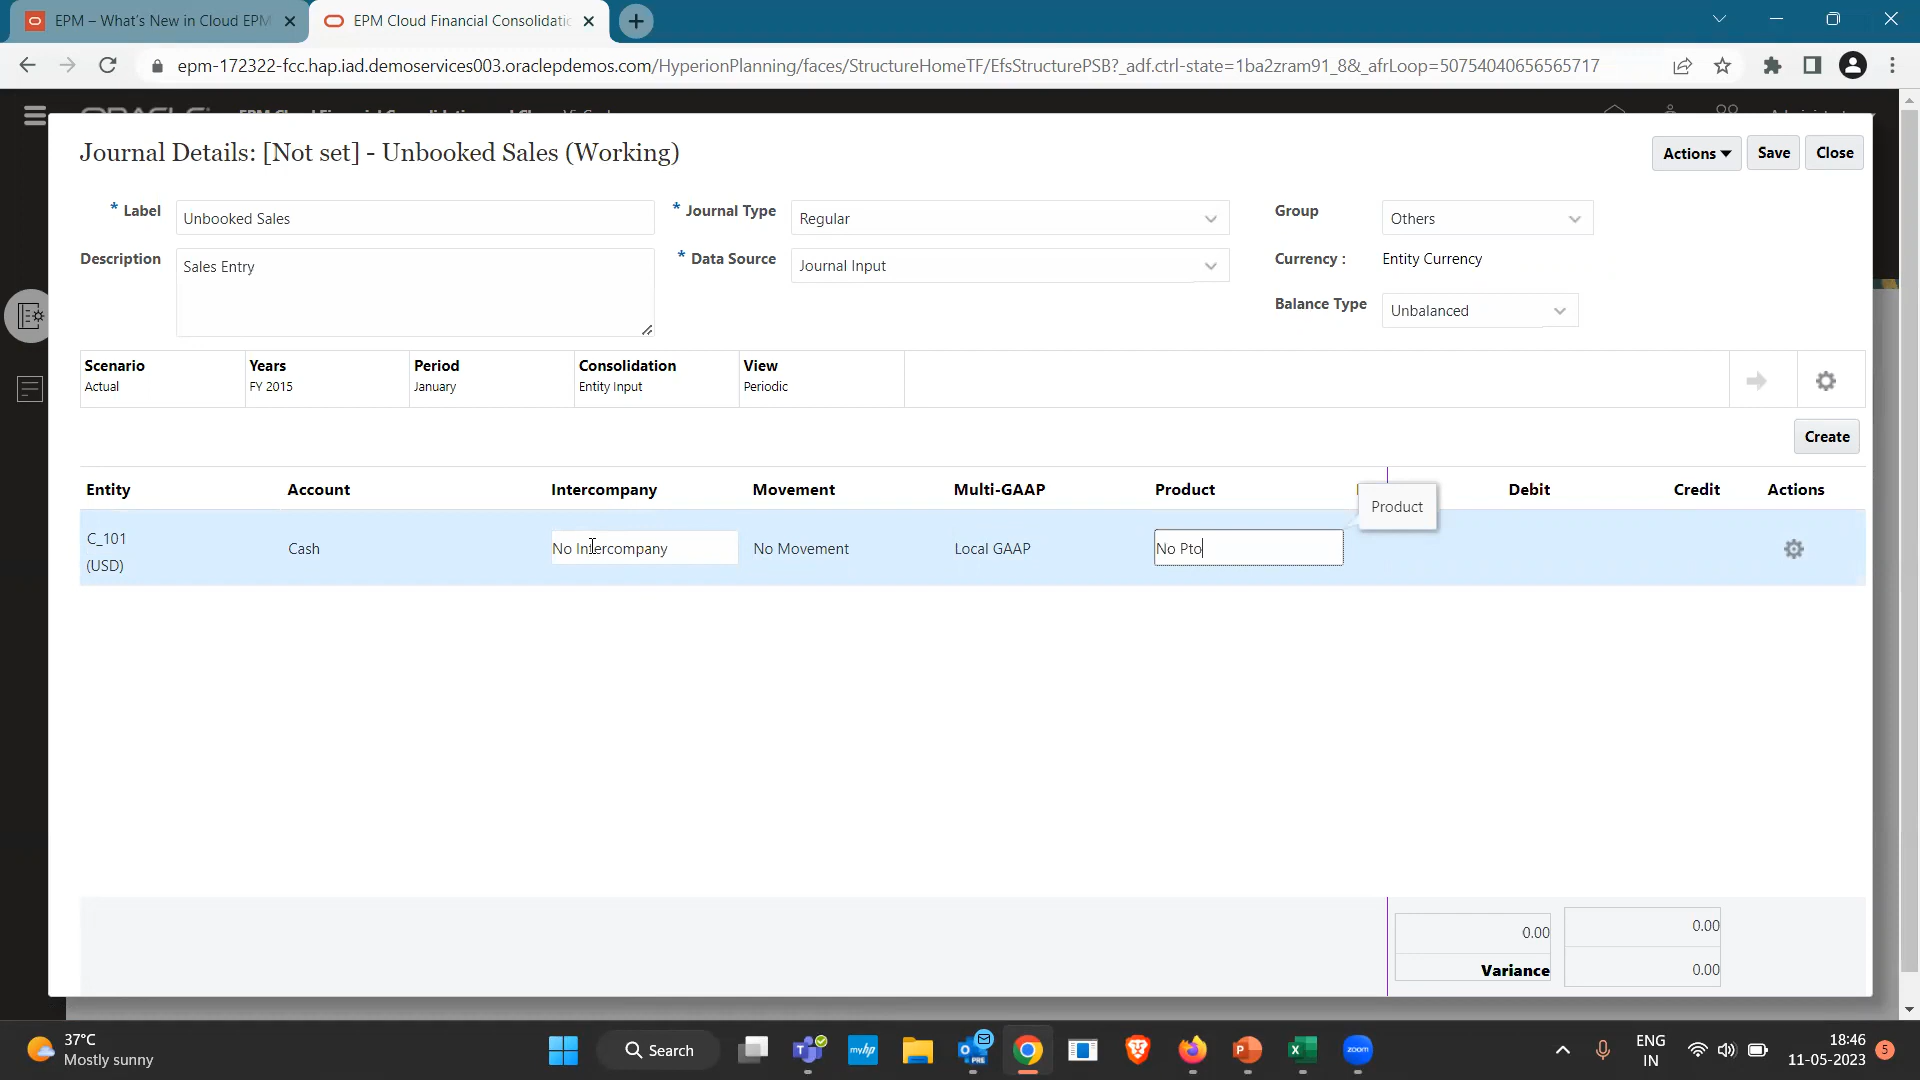 EPM – What's New in Cloud EPM
EPM Cloud Financial Consolidatic
epm-172322-fcc.hap.iad.demoservices003.oraclepdemos.com/HyperionPlanning/faces/StructureHomeTF/EfsStructurePSB?_adf.ctrl-state=1ba2zram91_8&_afrLoop=50754040656565717
Journal Details: [Not set] - Unbooked Sales (Working)
Actions
Save
Close
* Label
Unbooked Sales
* Journal Type
Regular
Group
Others
Description
Sales Entry
* Data Source
Journal Input
Currency :
Entity Currency
Balance Type
Unbalanced
Scenario
Actual
Years
FY 2015
Period
January
Consolidation
Entity Input
View
Periodic
Create
Entity
Account
Intercompany
Movement
Multi-GAAP
Product
Debit
Credit
Actions
Product
C_101
(USD)
Cash
No Intercompany
No Movement
Local GAAP
No Pto
0.00
0.00
Variance
0.00
37°C
Mostly sunny
Search
myhp
PRE
zoom
ENG
IN
18:46
11-05-2023
5